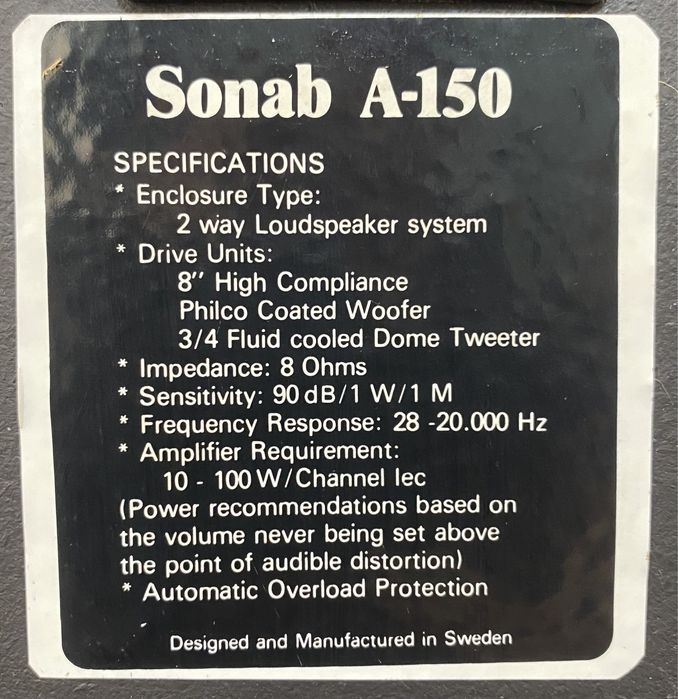 Sonab A-150
SPECIFICATIONS
* Enclosure Type:
2 way Loudspeaker system
* Drive Units:
8" High Compliance
Philco Coated Woofer
3/4 Fluid cooled Dome Tweeter
* Impedance: 8 Ohms
* Sensitivity: 90 dB/1 W/1 M
* Frequency Response: 28 -20.000 Hz
* Amplifier Requirement:
10 - 100 W/Channel lec
(Power recommendations based on
the volume never being set above
the point of audible distortion)
* Automatic Overload Protection
Designed and Manufactured in Sweden